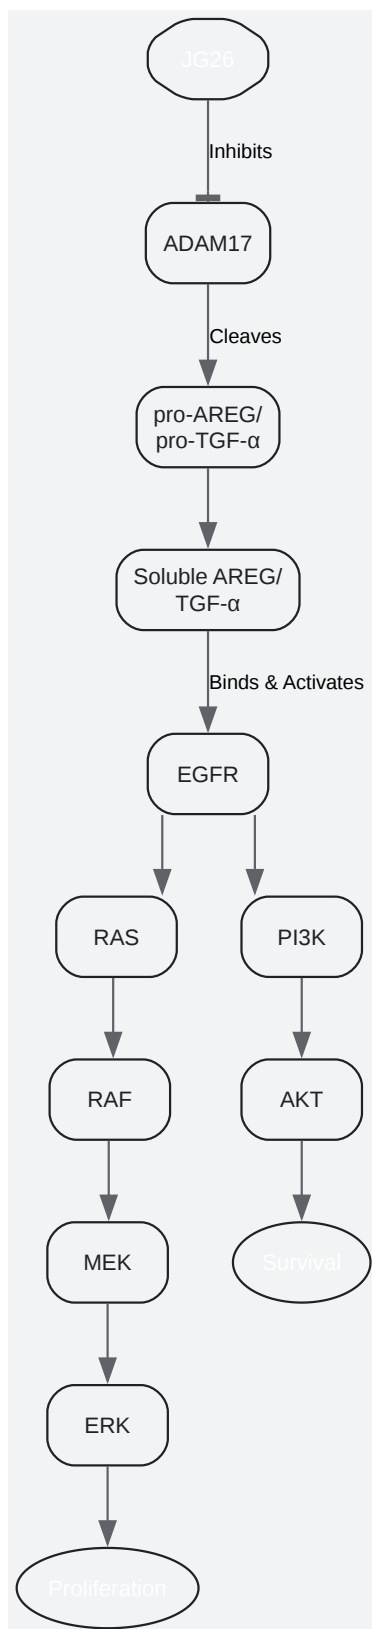 JG26
Inhibits
ADAM17
Cleaves
pro-AREG/
pro-TGF-α
Soluble AREG/
TGF-α
Binds & Activates
EGFR
RAS
PI3K
RAF
AKT
MEK
Survival
ERK
Proliferation